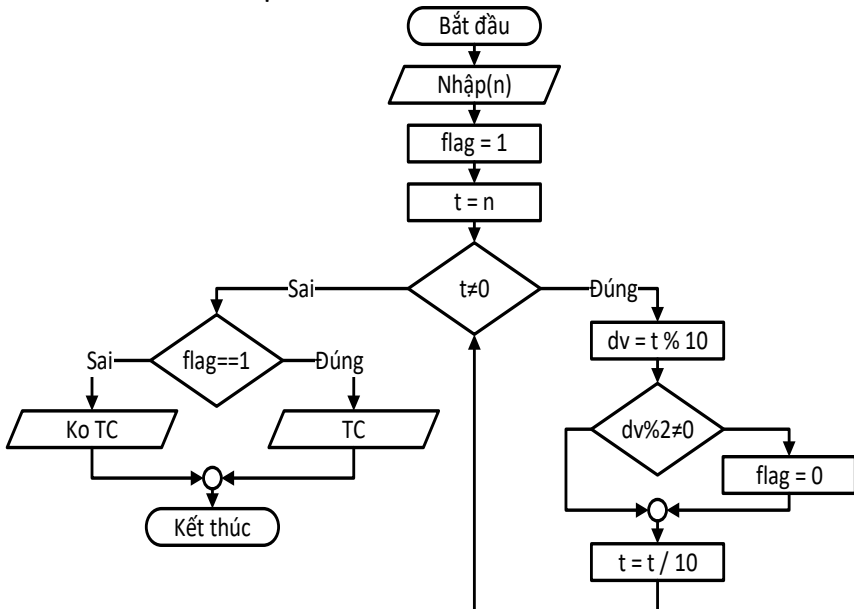 Bắt đầu
Nhập(n)
flag = 1
t = n
t≠0
Sai
Đúng
flag==1
Sai
Đúng
Ko TC
TC
Kết thúc
dv = t % 10
dv%2≠0
flag = 0
t = t / 10